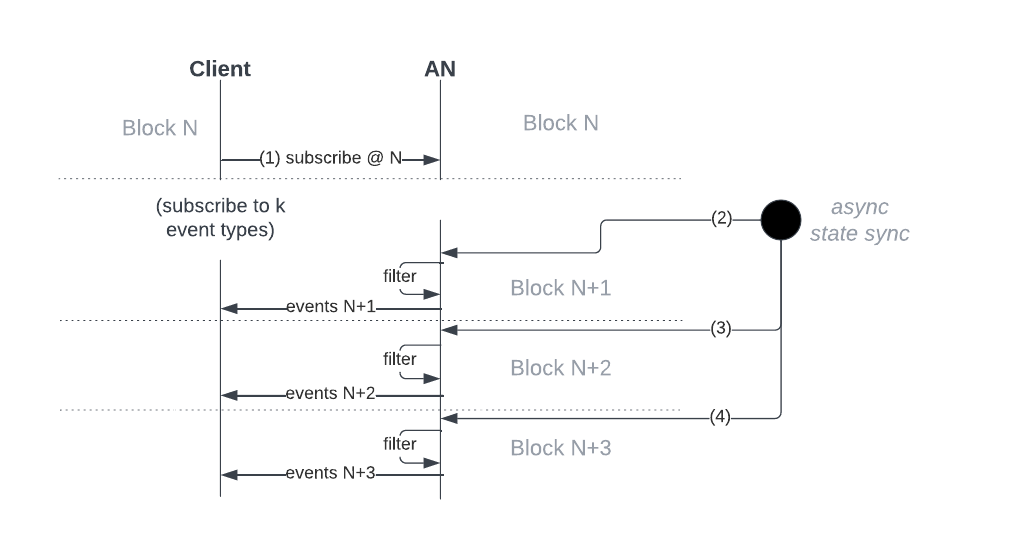 Client
AN
Block N
Block N
(1) subscribe @ N
(subscribe to k
event types)
(2)
async
state sync
filter
Block N+1
events N+1
(3)
filter
Block N+2
events N+2
(4)
filter
Block N+3
events N+3